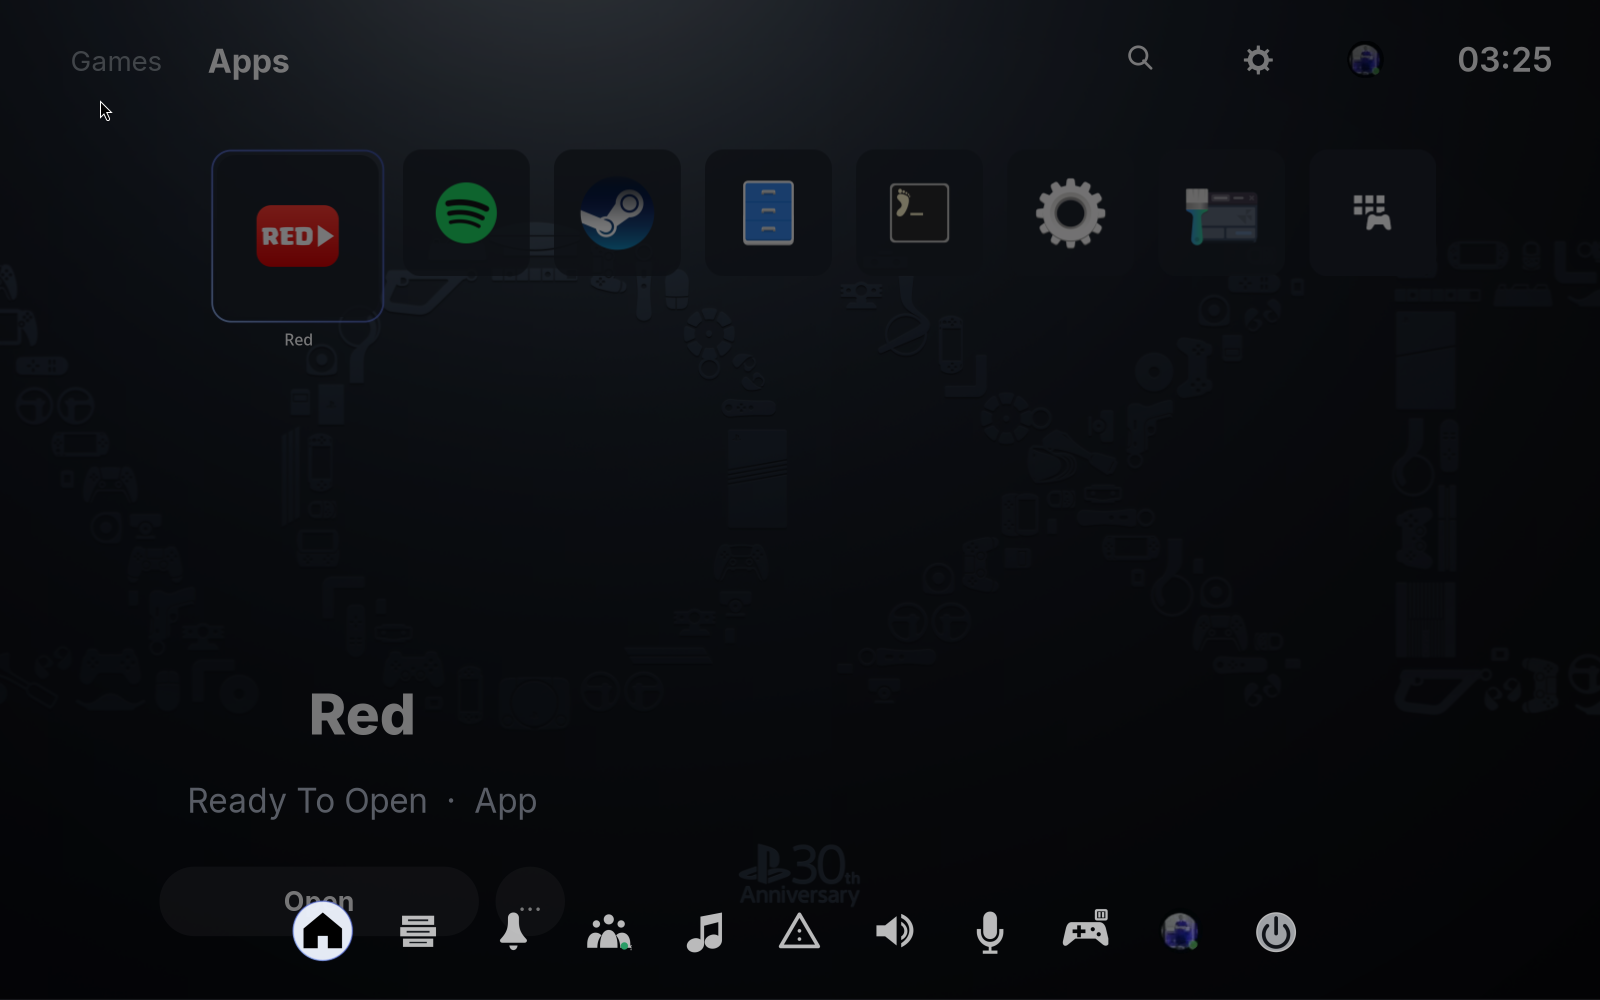 Games
Apps
03:25
RED
Red
Red
Ready To Open · App
Open
...
30th
Anniversary